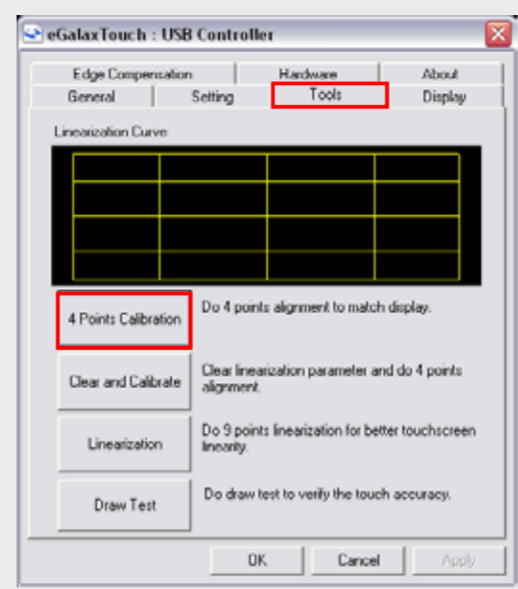 eGalaxTouch : USB Controller
Edge Compensation Hardware About
General Setting Tools Display
Linearization Curve
4 Points Calibration
Do 4 points alignment to match display.
Clear and Calibrate
Clear linearization parameter and do 4 points
alignment.
Linearization
Do 9 points linearization for better touchscreen
linearity.
Draw Test
Do draw test to verify the touch accuracy.
OK Cancel Apply